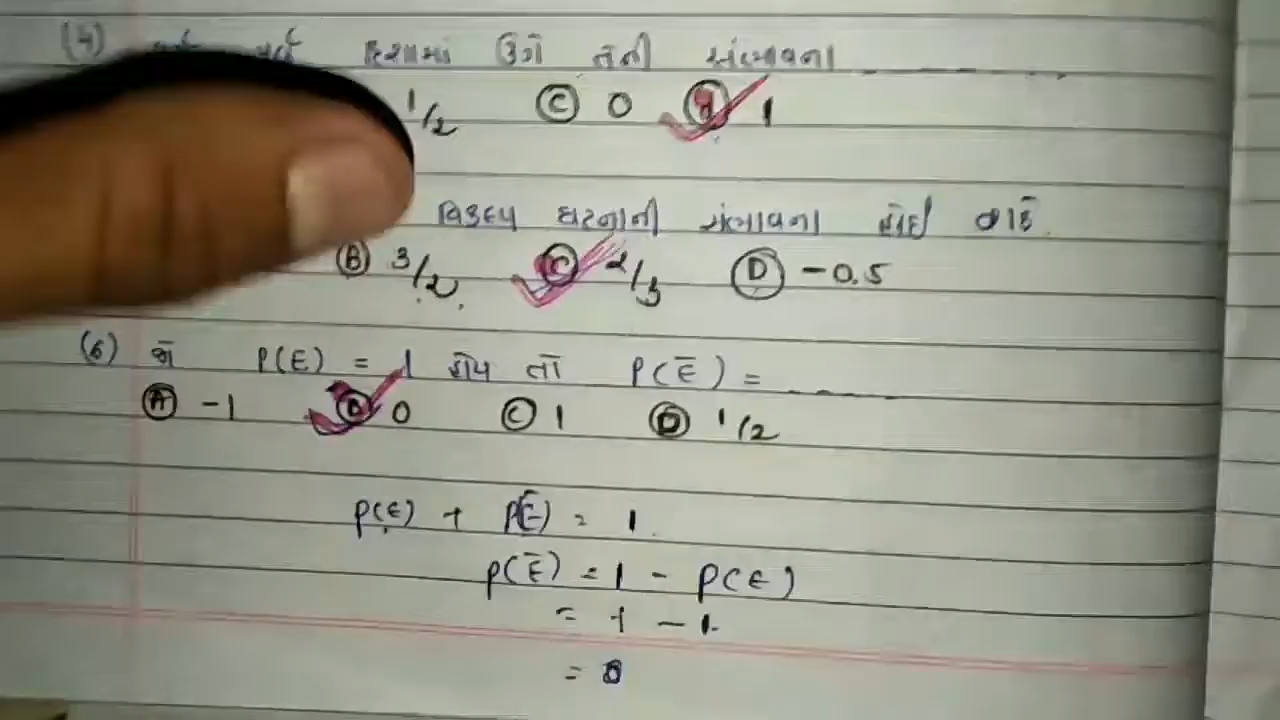 (4) દિશામાં ઉગે તેની સંભાવના _ _ _ _ _
1/2 Ⓒ 0 1
વિકલ્પ ઘટનાની સંભાવના
Ⓑ 3/2 Ⓒ 2/3 Ⓓ -0.5
(6) જો P(E) = 1 હોય તો P(Ē) = _ _ _ _
Ⓐ -1 Ⓑ 0 Ⓒ 1 Ⓓ 1/2
P(E) + P(Ē) = 1
P(Ē) = 1 - P(E)
= 1 - 1
= 0